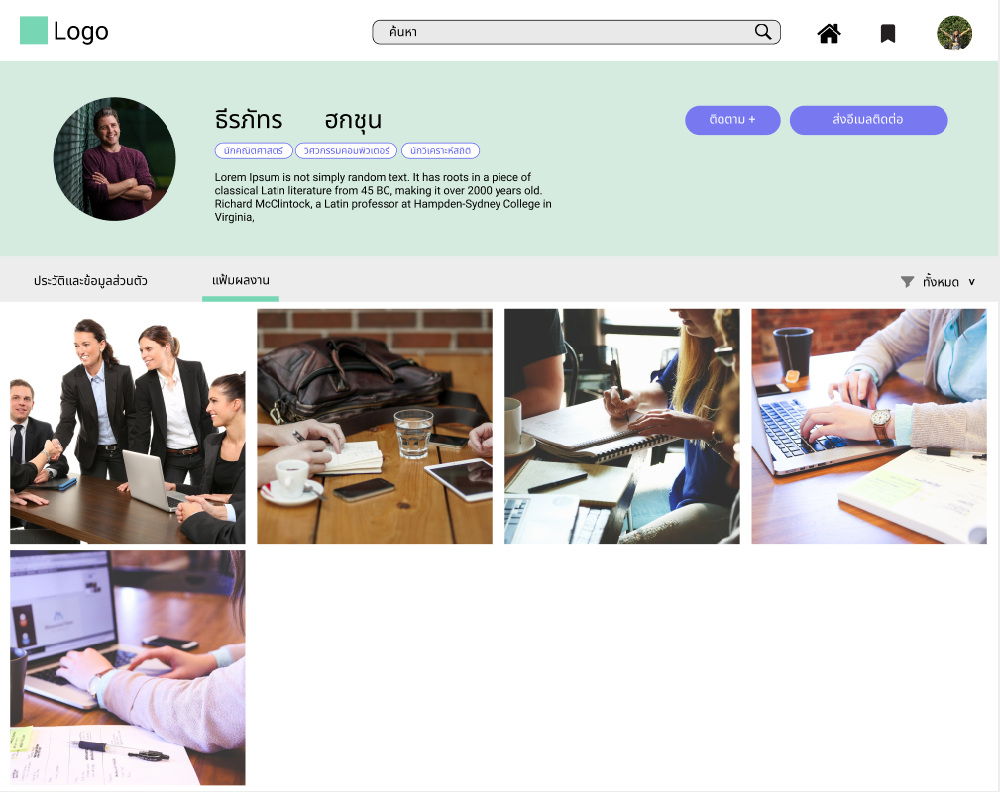 Logo
ค้นหา
ธีรภัทร ฮกชุน
ติดตาม +
ส่งอีเมลติดต่อ
นักคณิตศาสตร์
วิศวกรรมคอมพิวเตอร์
นักวิเคราะห์สถิติ
Lorem Ipsum is not simply random text. It has roots in a piece of
classical Latin literature from 45 BC, making it over 2000 years old.
Richard McClintock, a Latin professor at Hampden-Sydney College in
Virginia,
ประวัติและข้อมูลส่วนตัว
แฟ้มผลงาน
ทั้งหมด v